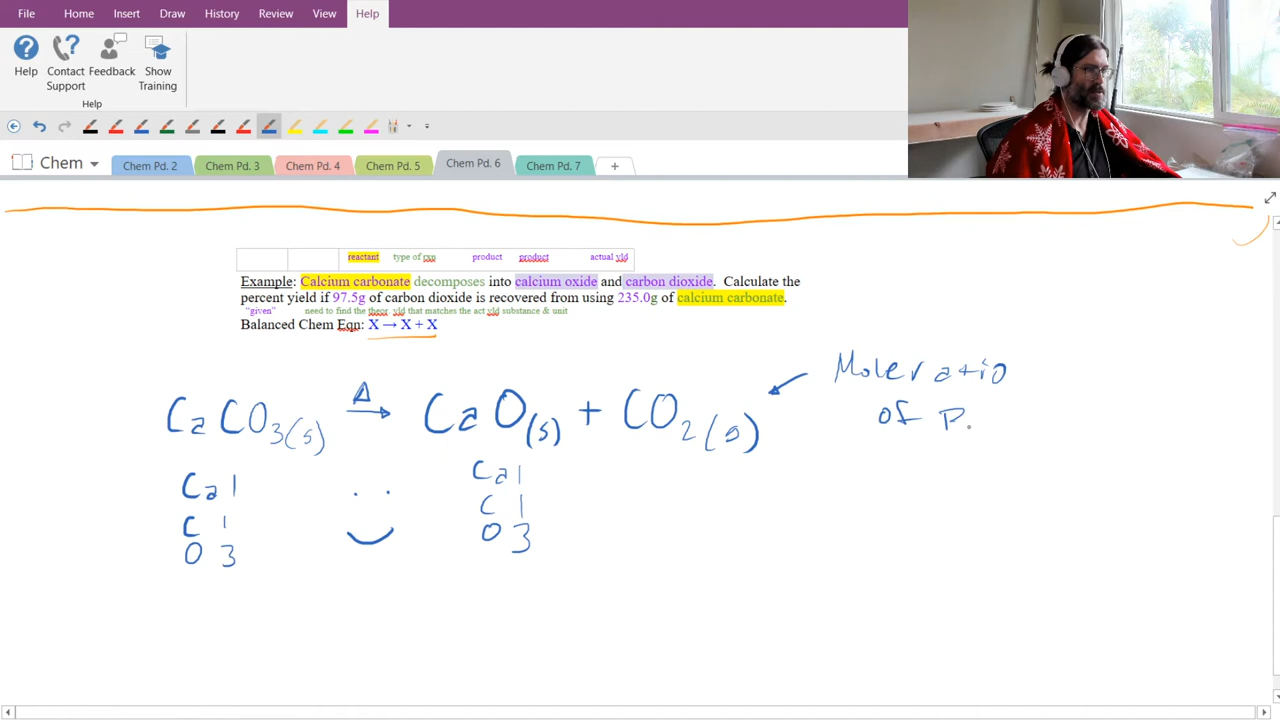 File Home Insert Draw History Review View Help
Help Contact Support Feedback Show Training
Help
Chem Chem Pd. 2 Chem Pd. 3 Chem Pd. 4 Chem Pd. 5 Chem Pd. 6 Chem Pd. 7 +
reactant type of rxn product product actual yld
Example: Calcium carbonate decomposes into calcium oxide and carbon dioxide. Calculate the
percent yield if 97.5g of carbon dioxide is recovered from using 235.0g of calcium carbonate.
"given" need to find the theor. yld that matches the act yld substance & unit
Balanced Chem Eqn: X → X + X
Mole ratio
of P.
CaCO3(s) Δ→ CaO(s) + CO2(s)
Ca 1 Ca 1
C 1 C 1
O 3 O 3